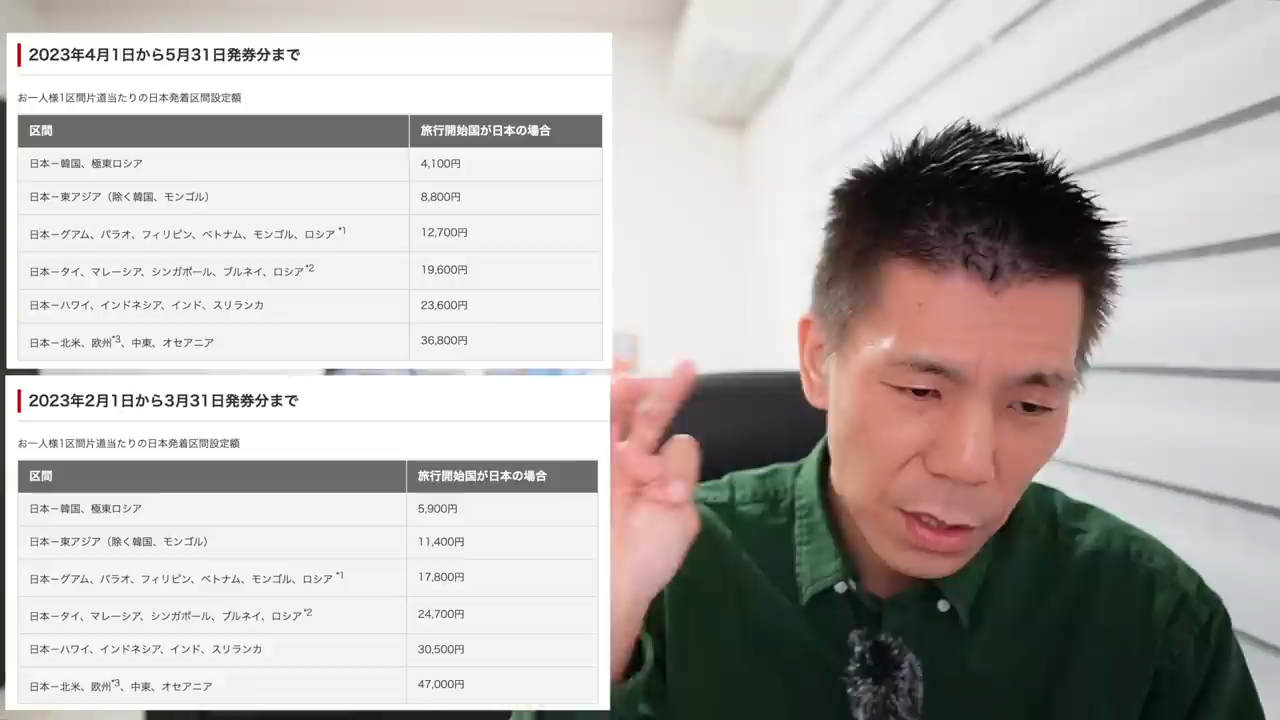 2023年4月1日から5月31日発券分まで
お一人様1区間片道当たりの日本発着区間設定額
区間 旅行開始国が日本の場合
日本－韓国、極東ロシア 4,100円
日本－東アジア（除く韓国、モンゴル） 8,800円
日本－グアム、パラオ、フィリピン、ベトナム、モンゴル、ロシア *1 12,700円
日本－タイ、マレーシア、シンガポール、ブルネイ、ロシア*2 19,600円
日本－ハワイ、インドネシア、インド、スリランカ 23,600円
日本－北米、欧州*3、中東、オセアニア 36,800円
2023年2月1日から3月31日発券分まで
お一人様1区間片道当たりの日本発着区間設定額
区間 旅行開始国が日本の場合
日本－韓国、極東ロシア 5,900円
日本－東アジア（除く韓国、モンゴル） 11,400円
日本－グアム、パラオ、フィリピン、ベトナム、モンゴル、ロシア *1 17,800円
日本－タイ、マレーシア、シンガポール、ブルネイ、ロシア*2 24,700円
日本－ハワイ、インドネシア、インド、スリランカ 30,500円
日本－北米、欧州*3、中東、オセアニア 47,000円